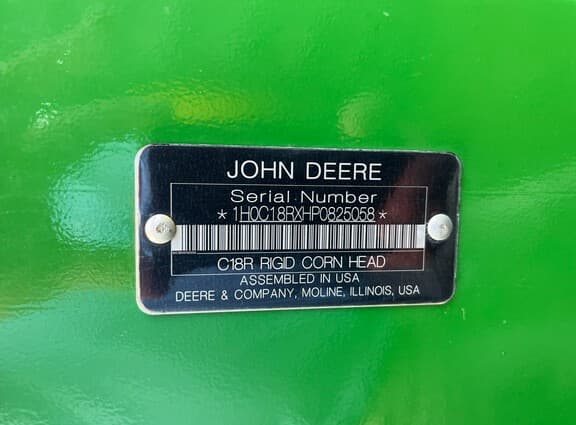 JOHN DEERE
Serial Number
*1H0C18RXHP0825058*
C18R RIGID CORN HEAD
ASSEMBLED IN USA
DEERE & COMPANY, MOLINE, ILLINOIS, USA